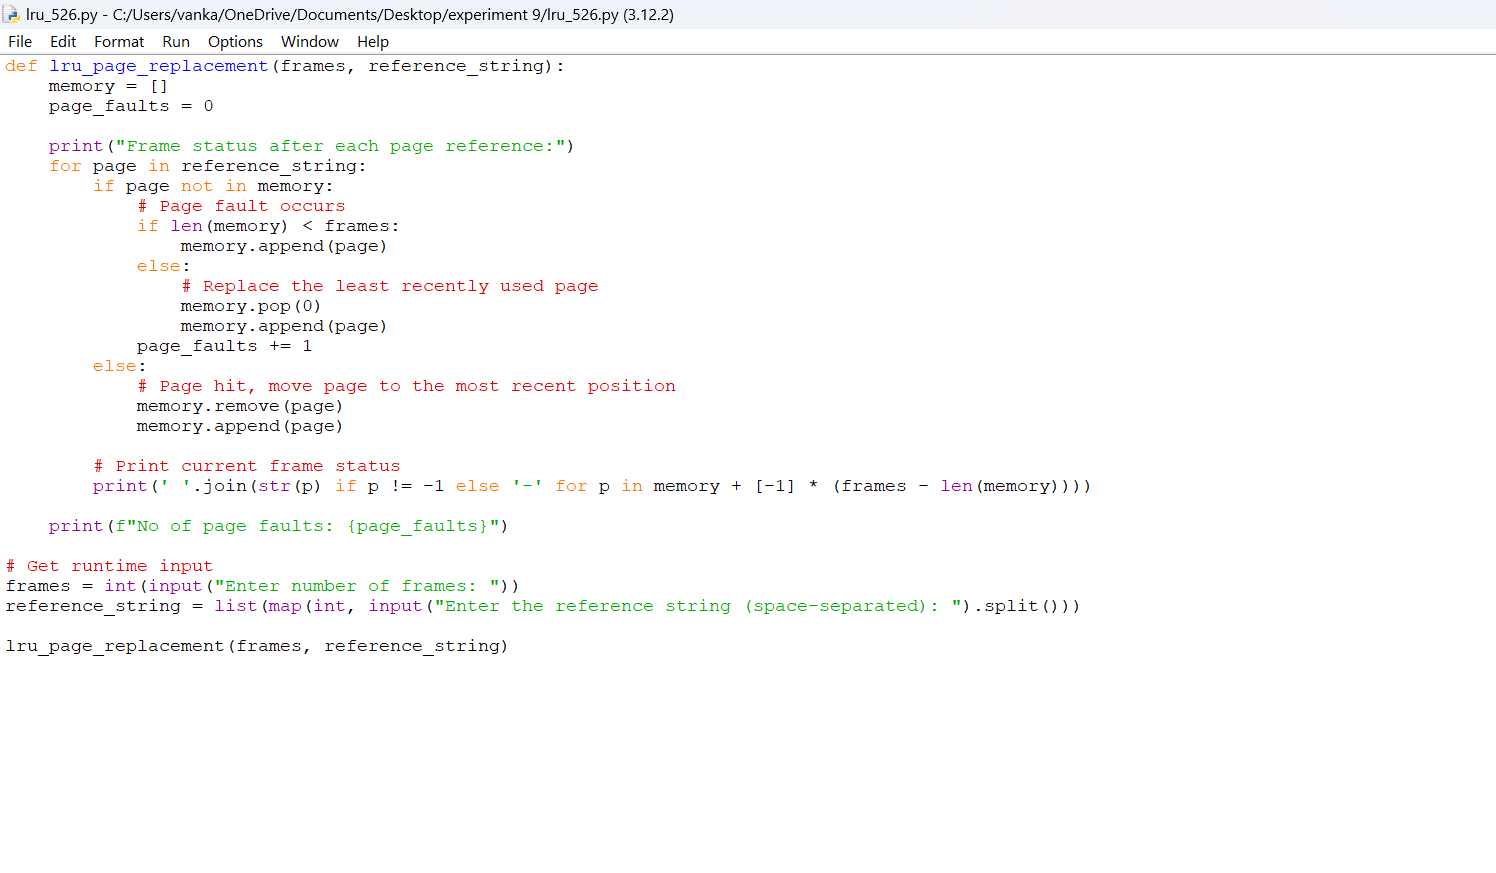 lru_526.py - C:/Users/vanka/OneDrive/Documents/Desktop/experiment 9/lru_526.py (3.12.2)
File Edit Format Run Options Window Help
def lru_page_replacement(frames, reference_string):
    memory = []
    page_faults = 0

    print("Frame status after each page reference:")
    for page in reference_string:
        if page not in memory:
            # Page fault occurs
            if len(memory) < frames:
                memory.append(page)
            else:
                # Replace the least recently used page
                memory.pop(0)
                memory.append(page)
            page_faults += 1
        else:
            # Page hit, move page to the most recent position
            memory.remove(page)
            memory.append(page)

        # Print current frame status
        print(' '.join(str(p) if p != -1 else '-' for p in memory + [-1] * (frames - len(memory))))

    print(f"No of page faults: {page_faults}")

# Get runtime input
frames = int(input("Enter number of frames: "))
reference_string = list(map(int, input("Enter the reference string (space-separated): ").split()))

lru_page_replacement(frames, reference_string)